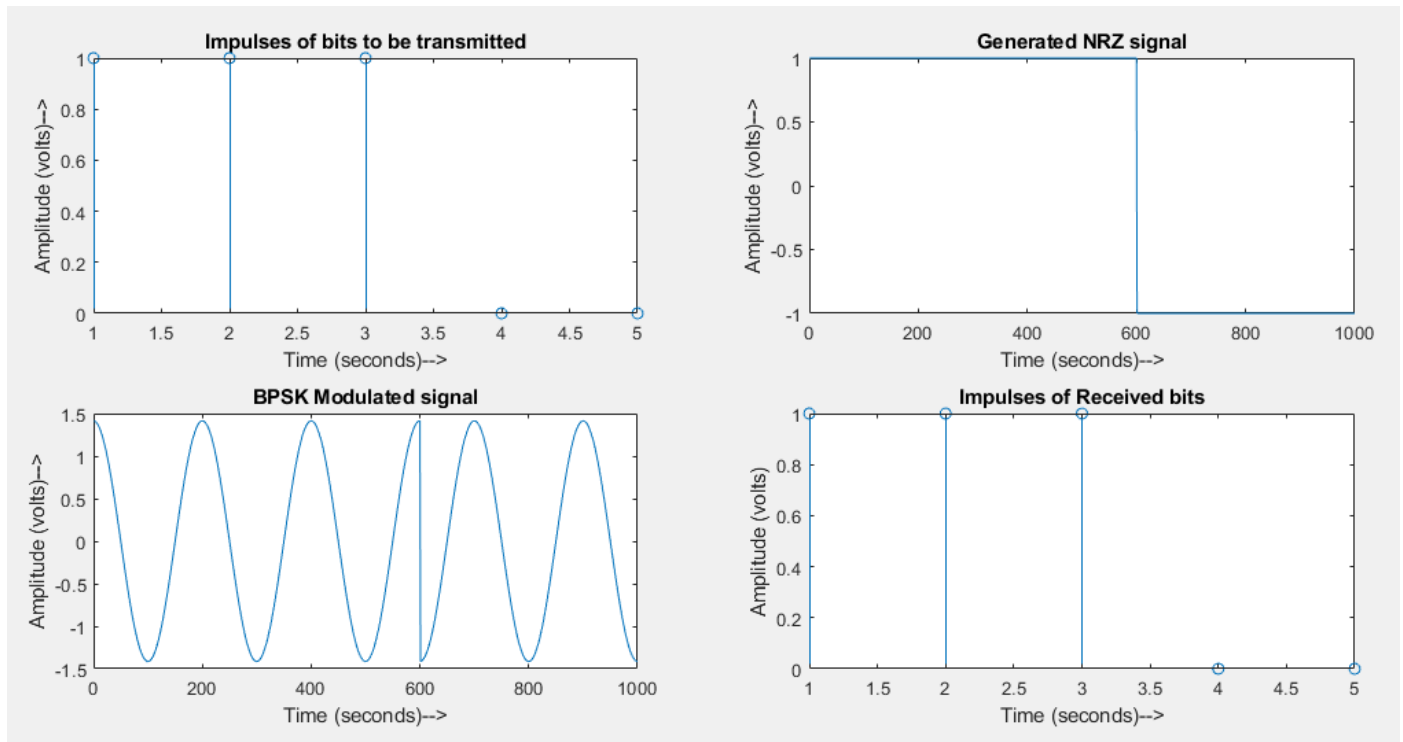 Impulses of bits to be transmitted
1
0.8
0.6
0.4
0.2
0
Amplitude (volts)-->
1 1.5 2 2.5 3 3.5 4 4.5 5
Time (seconds)-->
Generated NRZ signal
1
0.5
0
-0.5
-1
Amplitude (volts)-->
0 200 400 600 800 1000
Time (seconds)-->
BPSK Modulated signal
1.5
1
0.5
0
-0.5
-1
-1.5
Amplitude (volts)-->
0 200 400 600 800 1000
Time (seconds)-->
Impulses of Received bits
1
0.8
0.6
0.4
0.2
0
Amplitude (volts)
1 1.5 2 2.5 3 3.5 4 4.5 5
Time (seconds)-->